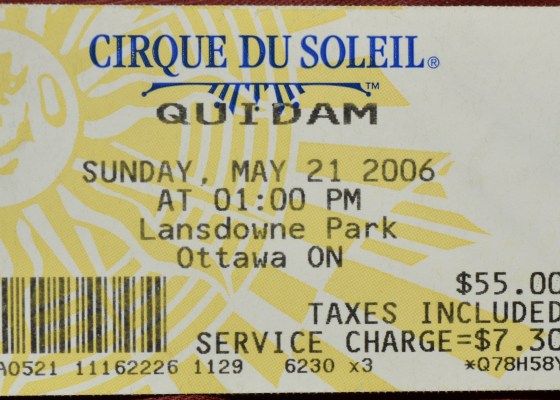 CIRQUE DU SOLEIL®
™
QUIDAM
SUNDAY, MAY 21 2006
AT 01:00 PM
Lansdowne Park
Ottawa ON
$55.00
TAXES INCLUDED
SERVICE CHARGE=$7.30
A0521 11162226 1129 6230 x3 *Q78H58Y